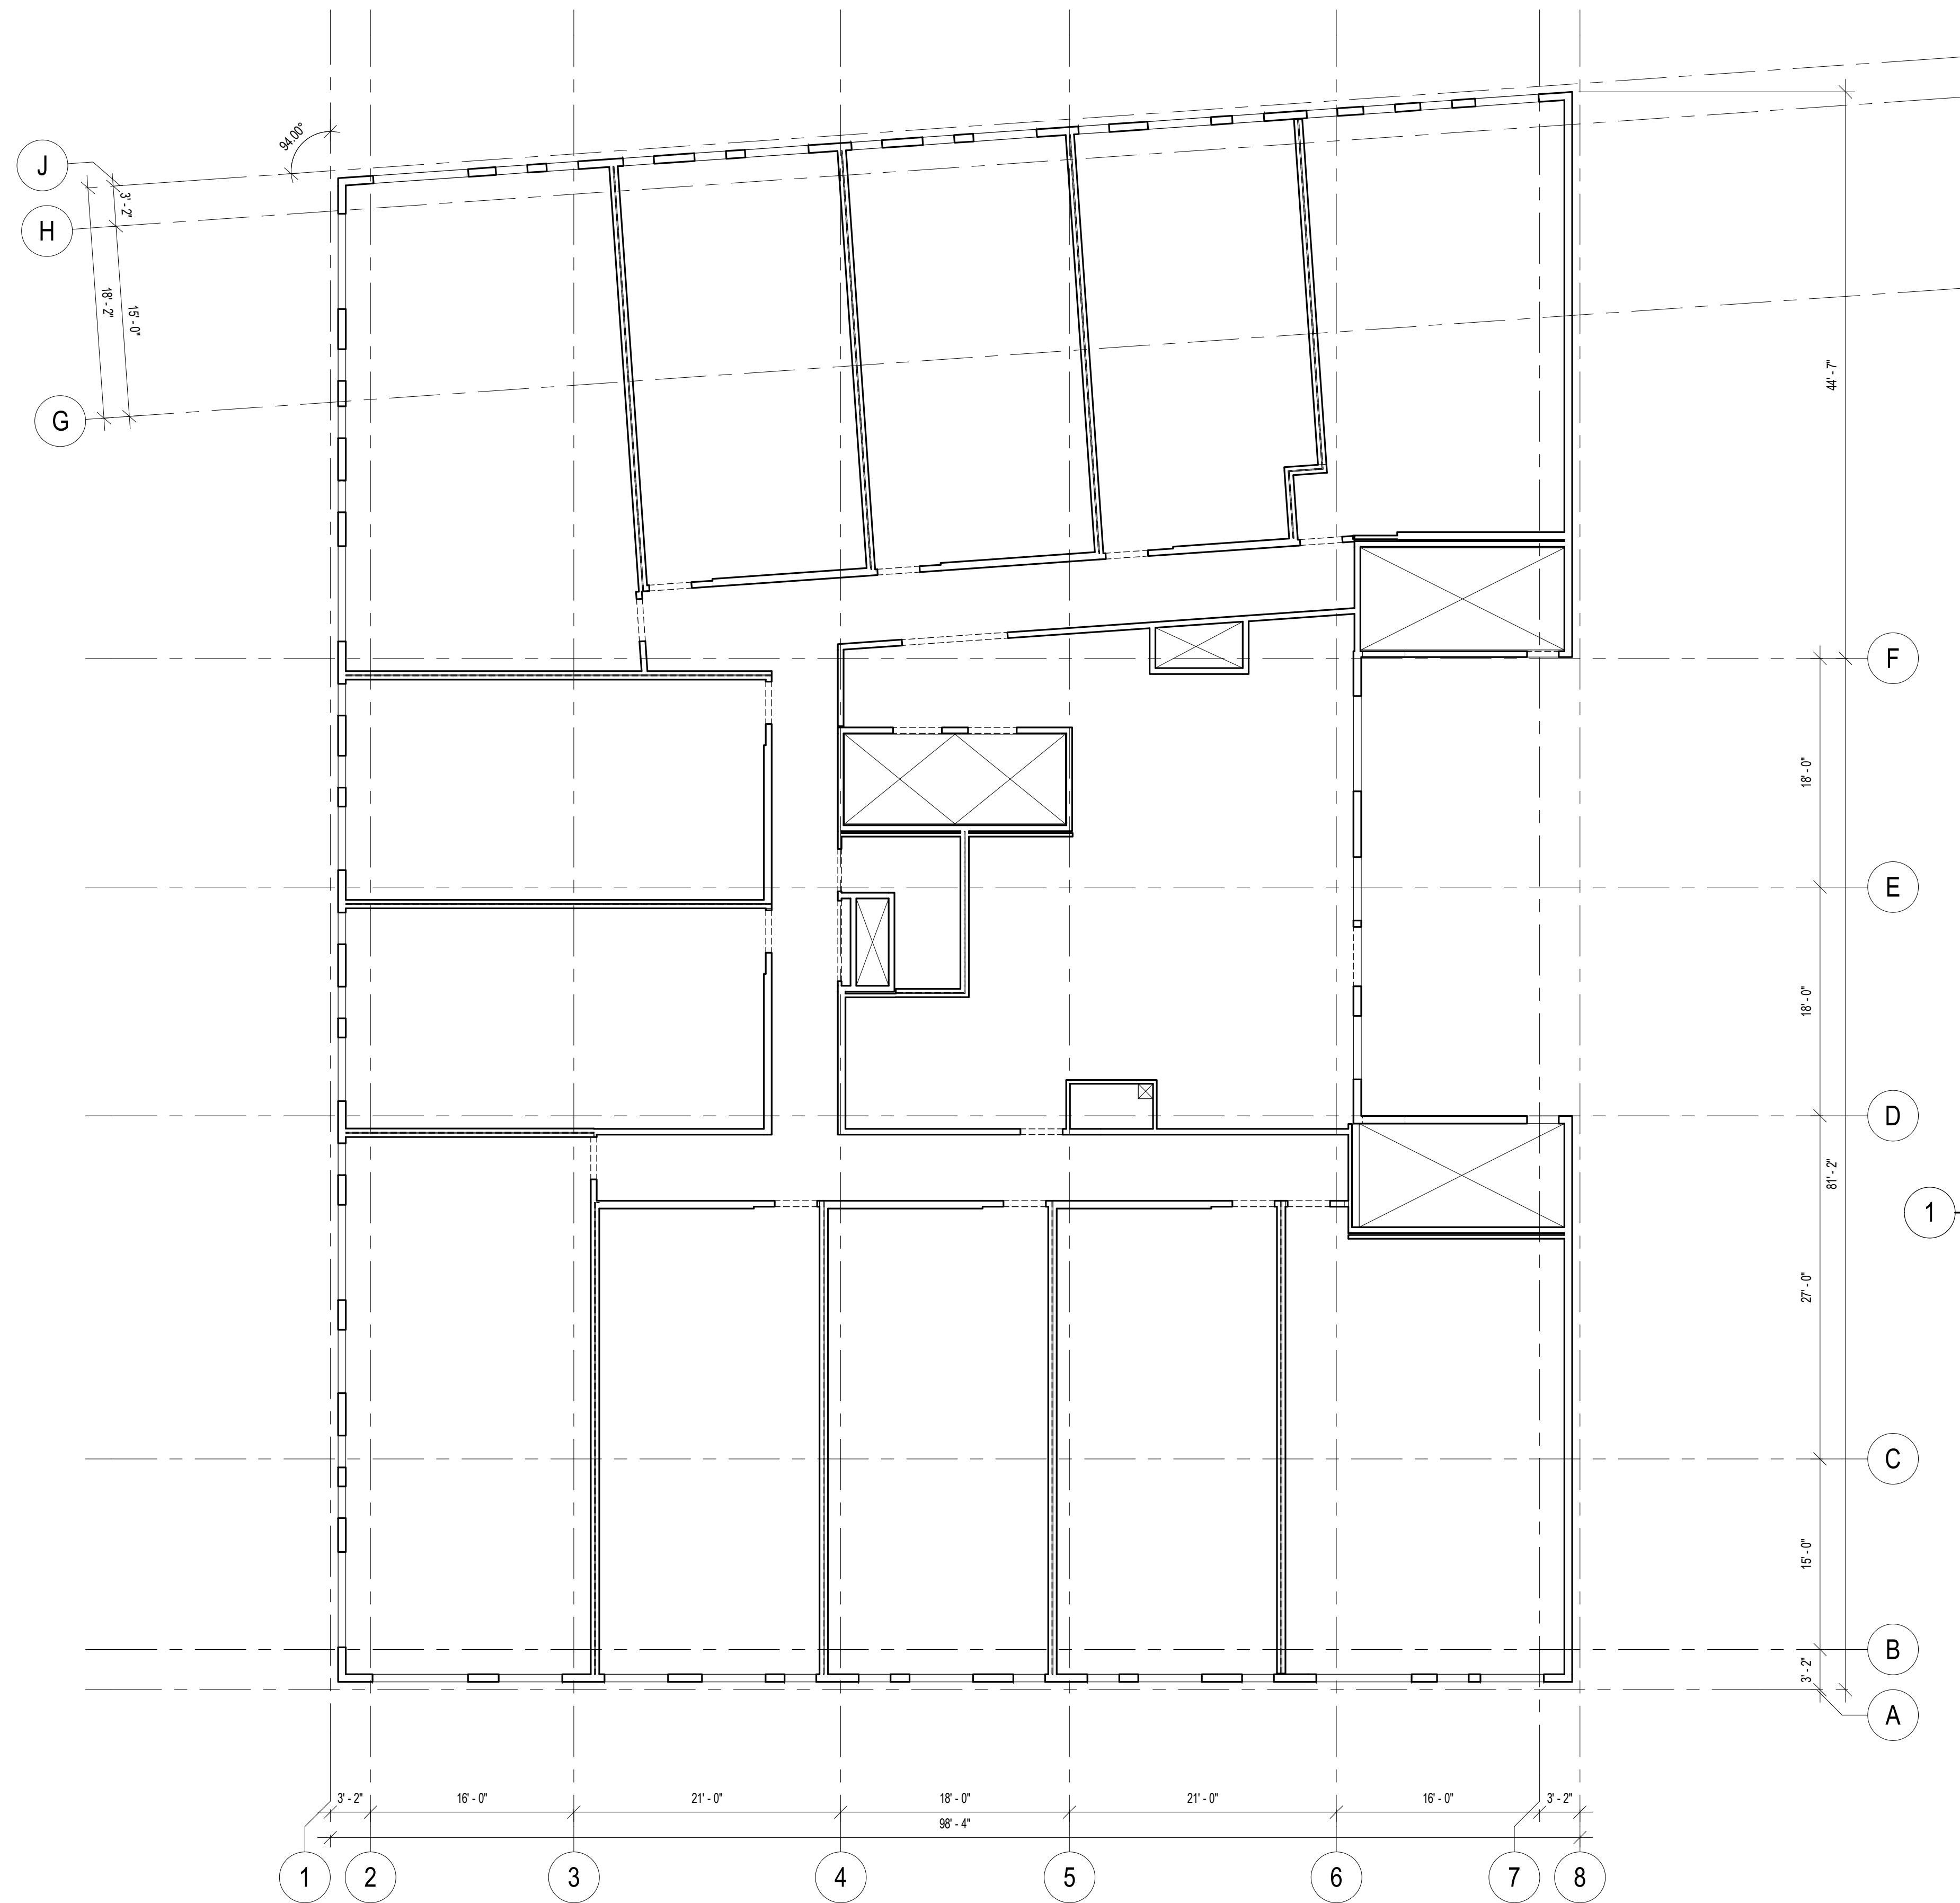 94.00°
J
3' - 2"
H
18' - 2"
15' - 0"
G
44' - 7"
F
18' - 0"
E
18' - 0"
D
81' - 2"
1
27' - 0"
C
15' - 0"
B
3' - 2"
A
3' - 2"
16' - 0"
21' - 0"
18' - 0"
21' - 0"
16' - 0"
3' - 2"
98' - 4"
1
2
3
4
5
6
7
8